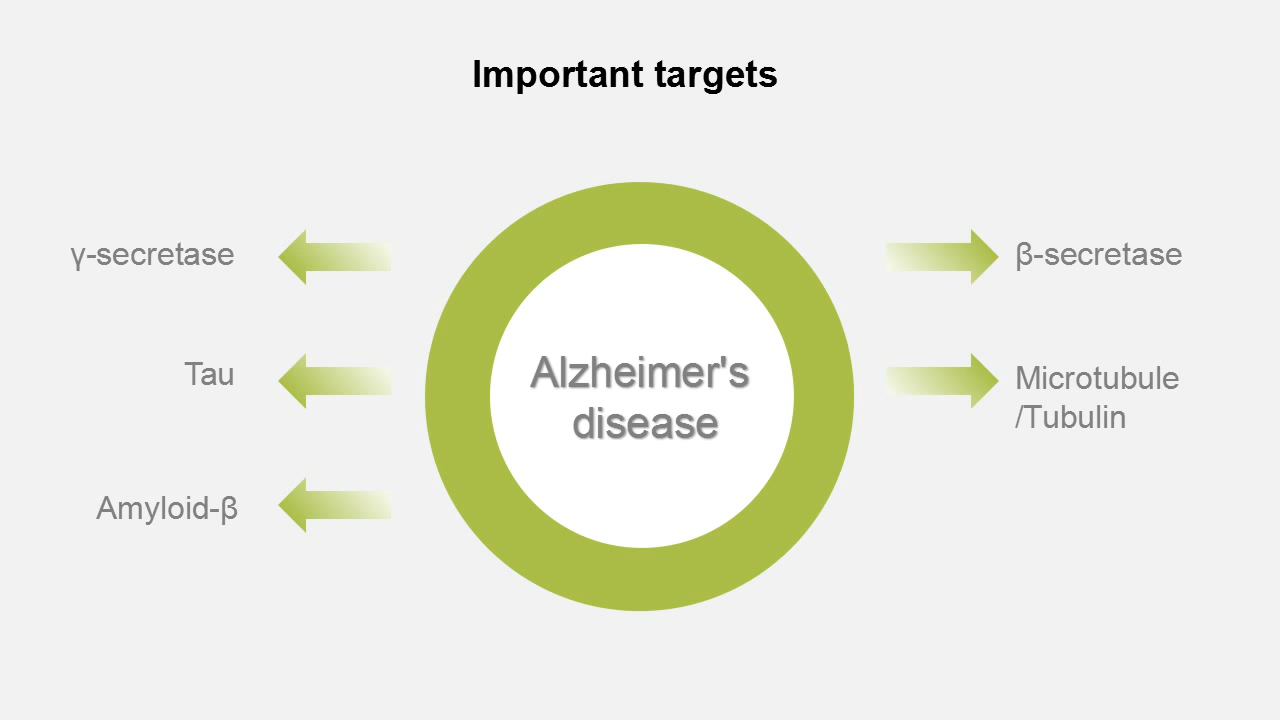 Important targets
γ-secretase
β-secretase
Tau
Alzheimer's
disease
Microtubule
/Tubulin
Amyloid-β